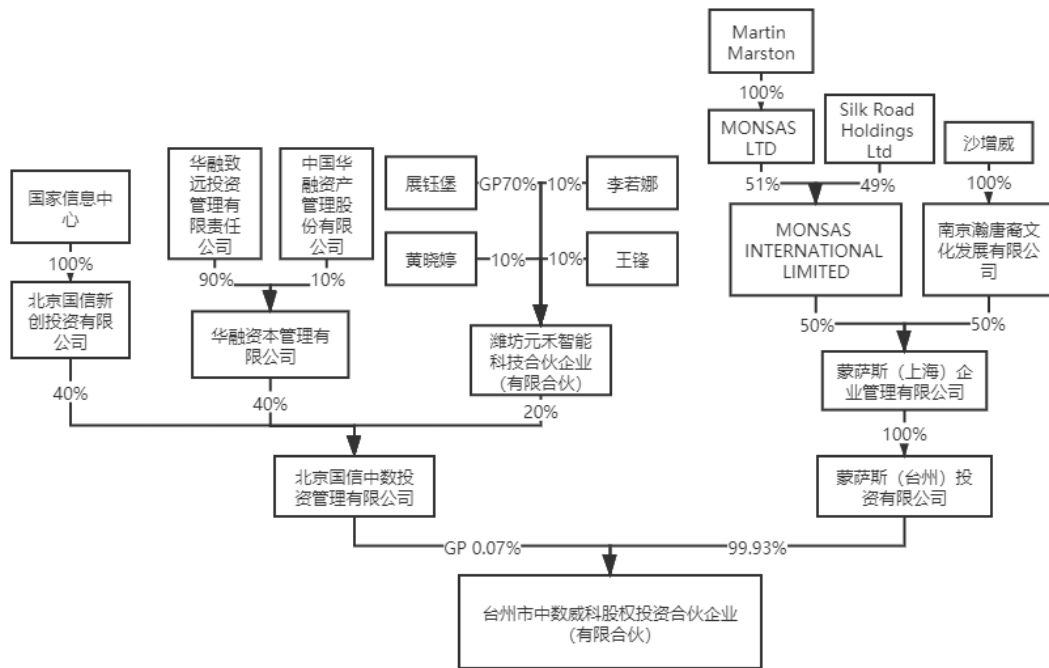 Martin
Marston
100%
MONSAS
LTD
Silk Road
Holdings
Ltd
沙增威
51%
49%
100%
华融致
远投资
管理有
限责任
公司
中国华
融资产
管理股
份有限
公司
展钰堡
GP70%
10%
李若娜
国家信息中
心
MONSAS
INTERNATIONAL
LIMITED
南京瀚唐裔文
化发展有限公
司
黄晓婷
10%
10%
王锋
100%
90%
10%
北京国信新
创投资有限
公司
华融资本管理有
限公司
潍坊元禾智能
科技合伙企业
（有限合伙）
50%
50%
蒙萨斯（上海）企
业管理有限公司
40%
40%
20%
100%
北京国信中数投
资管理有限公司
蒙萨斯（台州）投
资有限公司
GP 0.07%
99.93%
台州市中数威科股权投资合伙企业
（有限合伙）